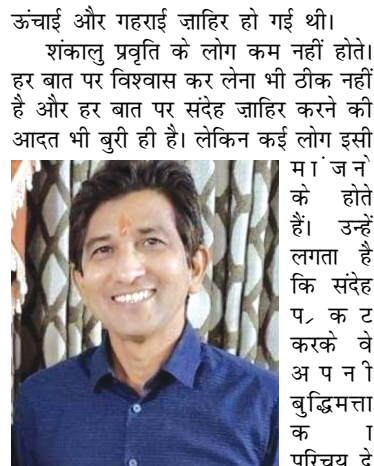 ऊंचाई और गहराई ज़ाहिर हो गई थी।
शंकालु प्रवृति के लोग कम नहीं होते।
हर बात पर विश्वास कर लेना भी ठीक नहीं
है और हर बात पर संदेह ज़ाहिर करने की
आदत भी बुरी ही है। लेकिन कई लोग इसी
मांजने
के होते
हैं। उन्हें
लगता है
कि संदेह
प्रकट
करके वे
अपनी
बुद्धिमत्ता
का
परिचय दे